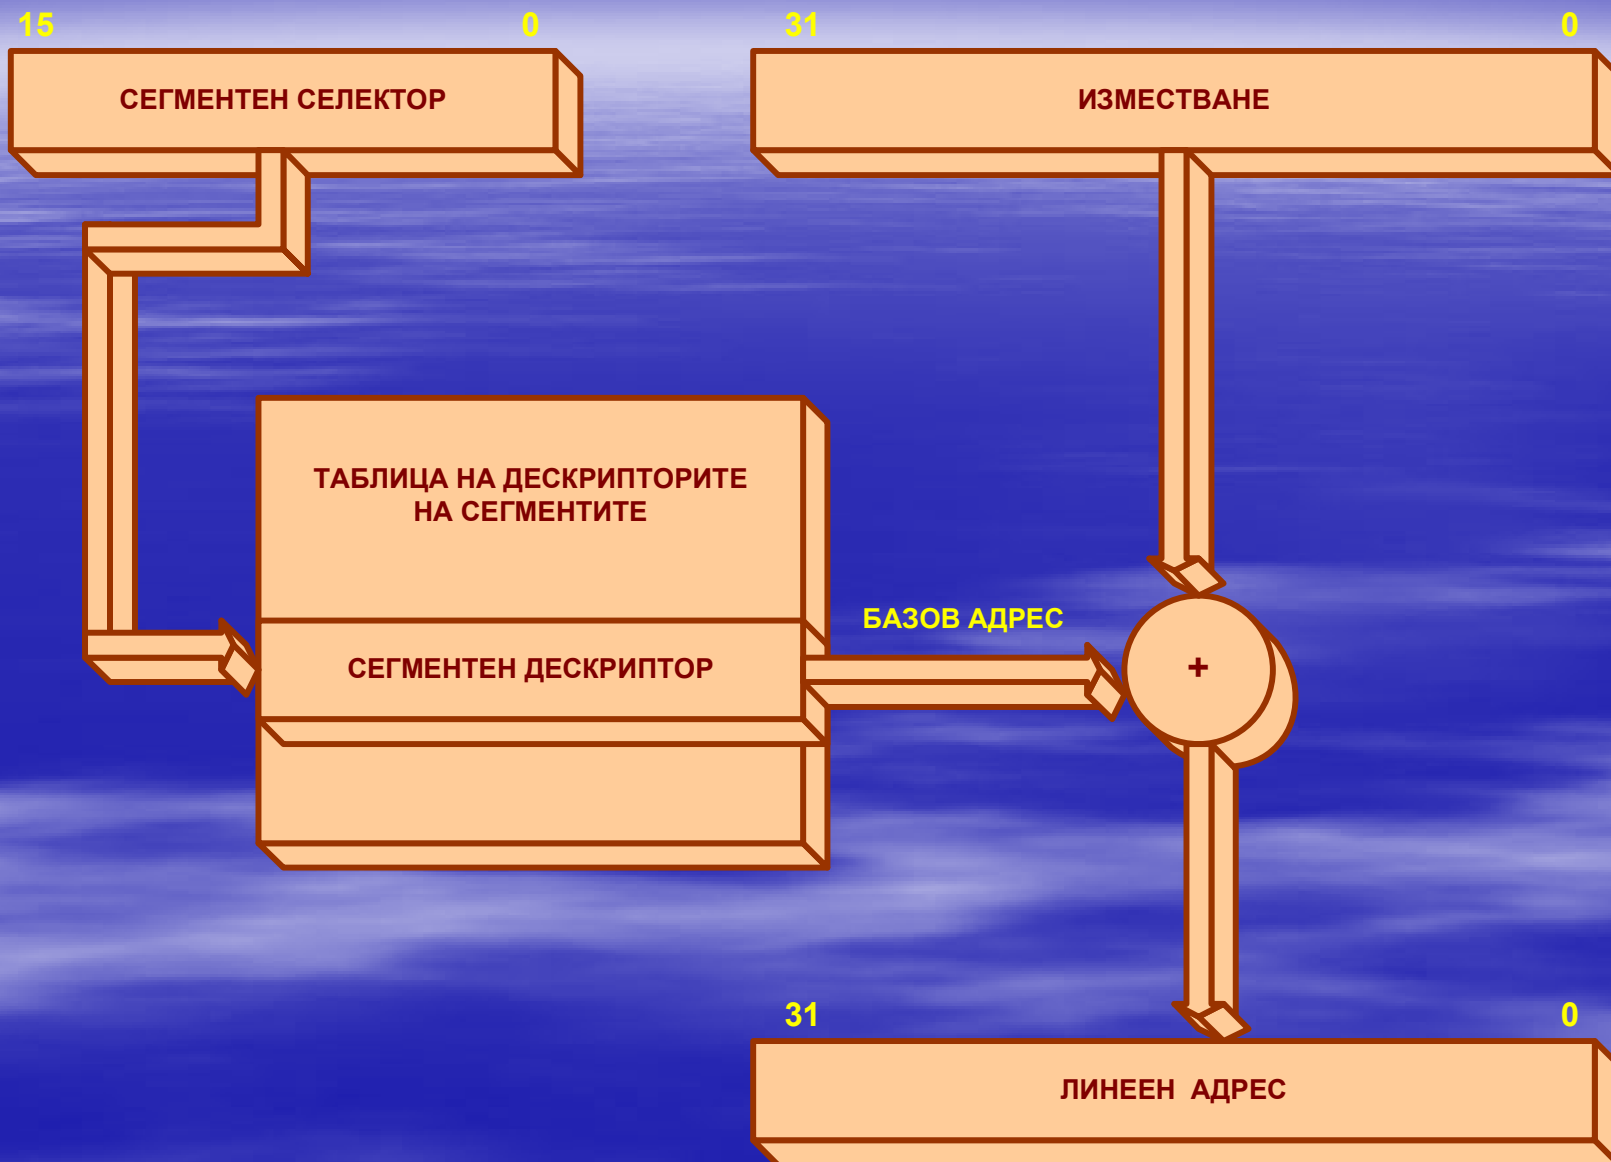 15 0 31 0
СЕГМЕНТЕН СЕЛЕКТОР
ИЗМЕСТВАНЕ
ТАБЛИЦА НА ДЕСКРИПТОРИТЕ
НА СЕГМЕНТИТЕ
БАЗОВ АДРЕС
СЕГМЕНТЕН ДЕСКРИПТОР
+
31 0
ЛИНЕЕН АДРЕС